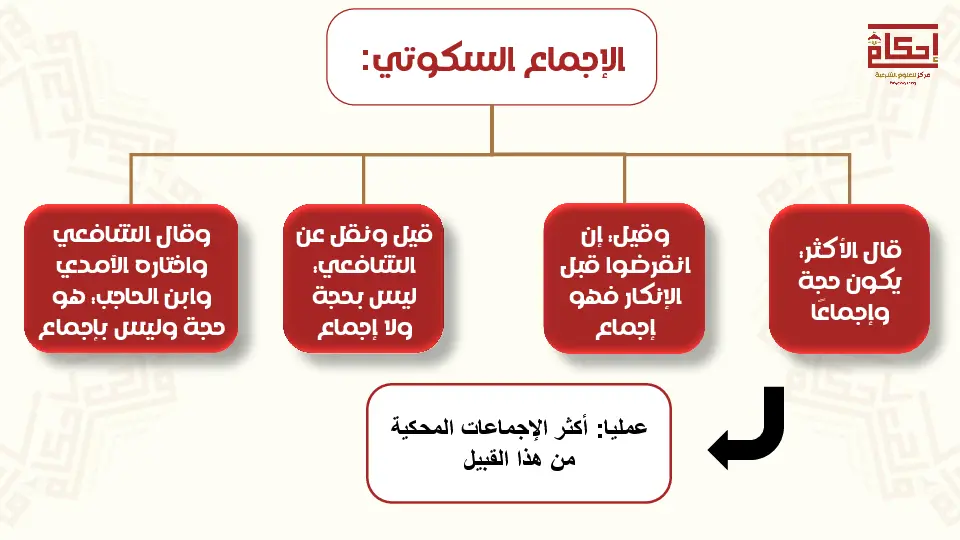 الإجماع السكوتي:
إحكام
مركز للعلوم الشرعية
قال الأكثر:
يكون حجة
وإجماعًا
وقيل: إن
انقرضوا قبل
الإنكار فهو
إجماع
قيل ونقل عن
الشافعي:
ليس بحجة
ولا إجماع
وقال الشافعي
واختاره الآمدي
وابن الحاجب: هو
حجة وليس بإجماع
عمليا: أكثر الإجماعات المحكية
من هذا القبيل